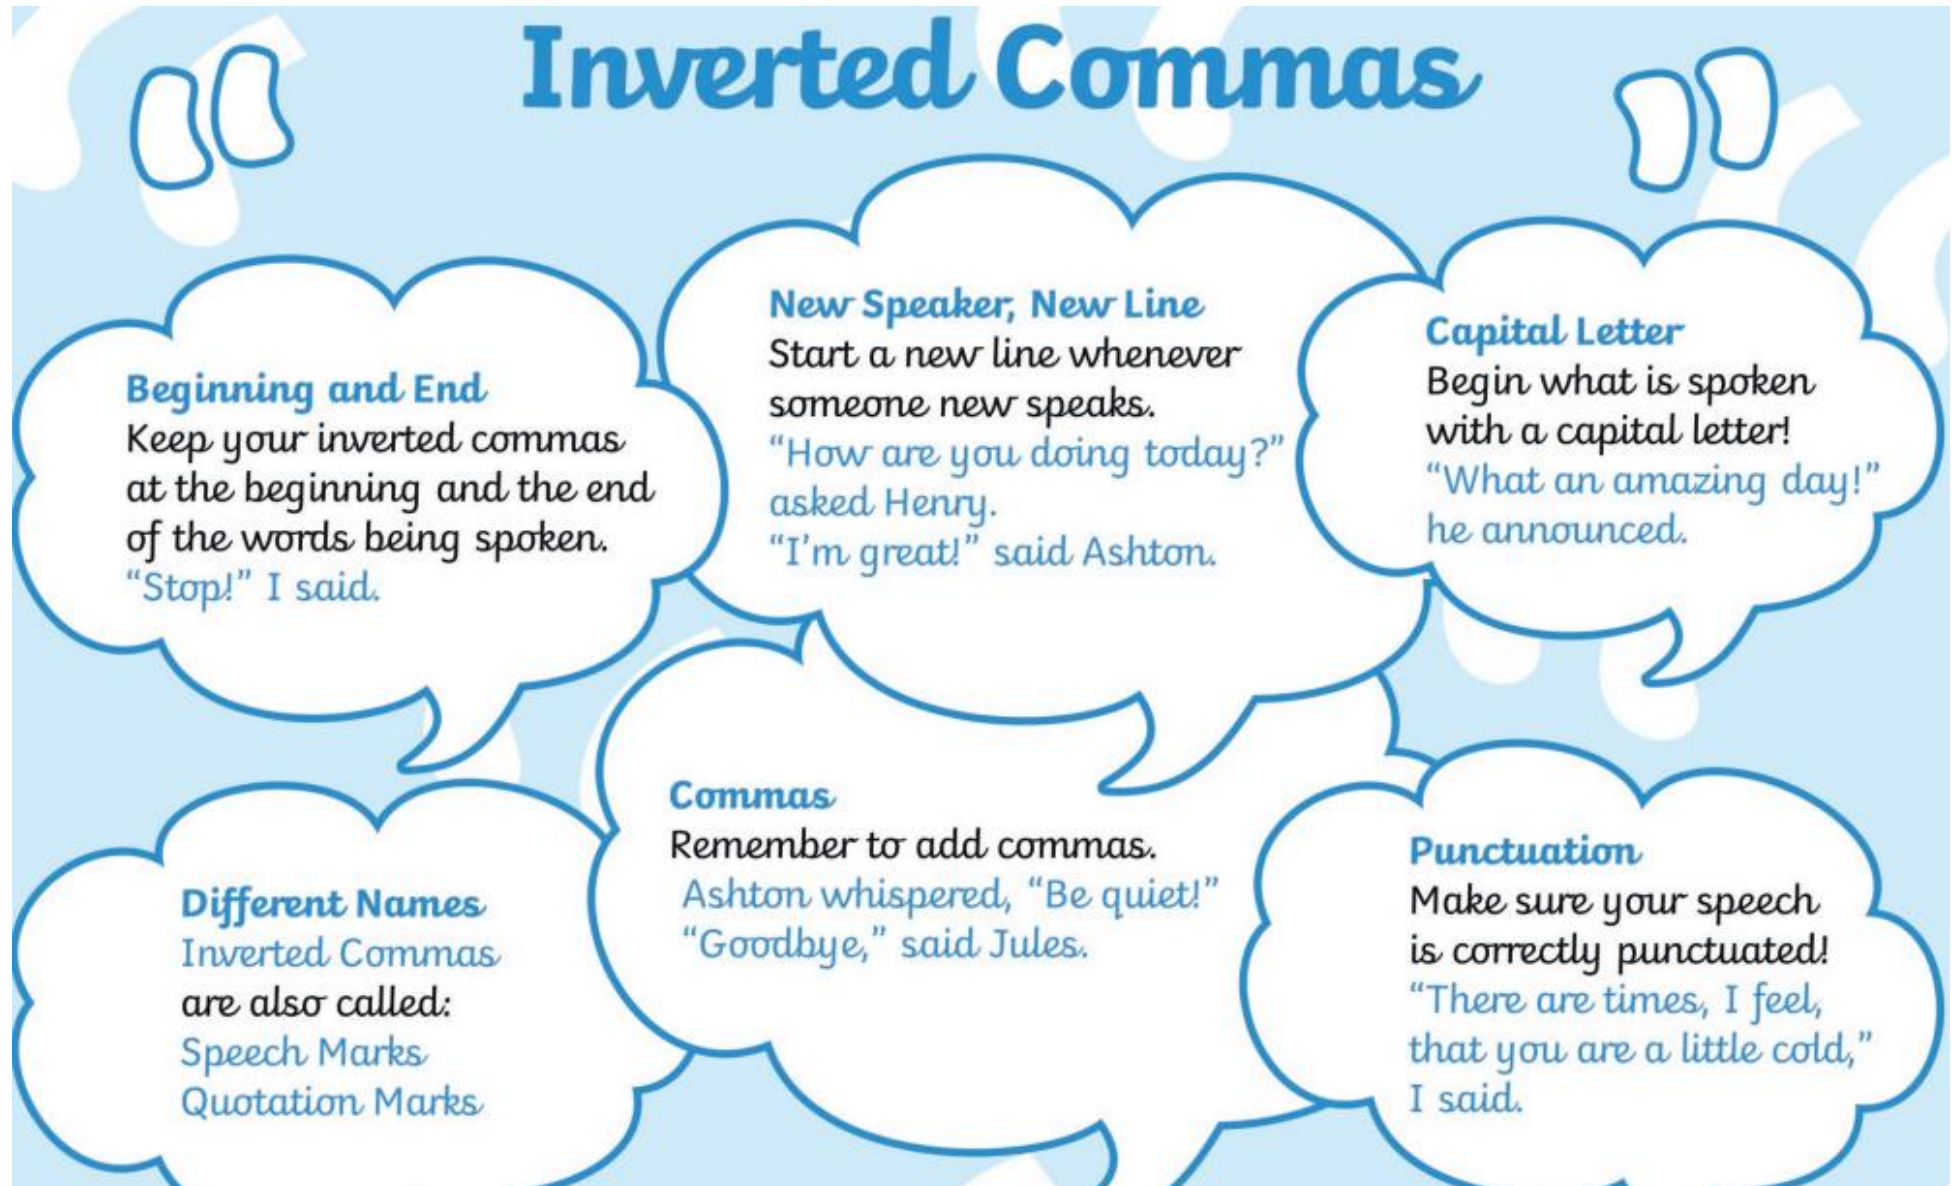 Inverted Commas
Beginning and End
Keep your inverted commas
at the beginning and the end
of the words being spoken.
“Stop!” I said.
New Speaker, New Line
Start a new line whenever
someone new speaks.
“How are you doing today?”
asked Henry.
“I’m great!” said Ashton.
Capital Letter
Begin what is spoken
with a capital letter!
“What an amazing day!”
he announced.
Different Names
Inverted Commas
are also called:
Speech Marks
Quotation Marks
Commas
Remember to add commas.
Ashton whispered, “Be quiet!”
“Goodbye,” said Jules.
Punctuation
Make sure your speech
is correctly punctuated!
“There are times, I feel,
that you are a little cold,”
I said.